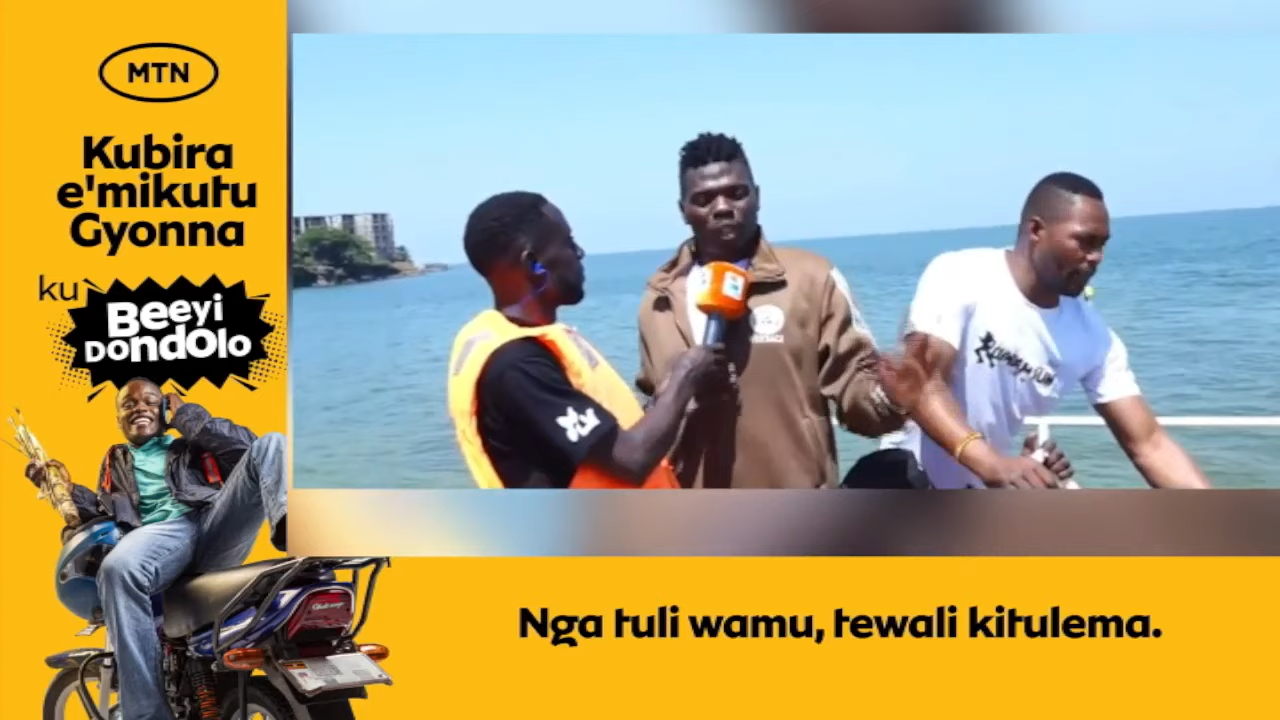 MTN
Kubira
e'mikutu
Gyonna
ku
Beeyi
Dondolo
Nga tuli wamu, tewali kitulema.